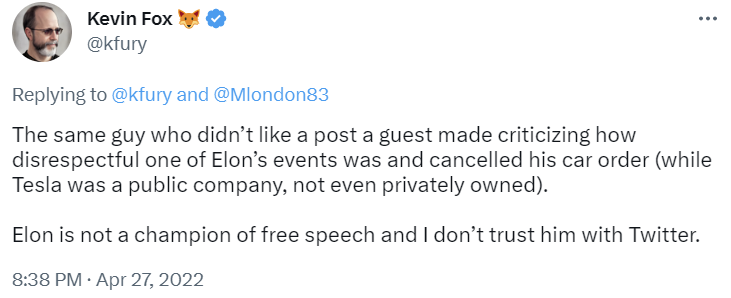 Kevin Fox 🦊
@kfury
Replying to @kfury and @Mlondon83
The same guy who didn’t like a post a guest made criticizing how
disrespectful one of Elon’s events was and cancelled his car order (while
Tesla was a public company, not even privately owned).
Elon is not a champion of free speech and I don’t trust him with Twitter.
8:38 PM · Apr 27, 2022